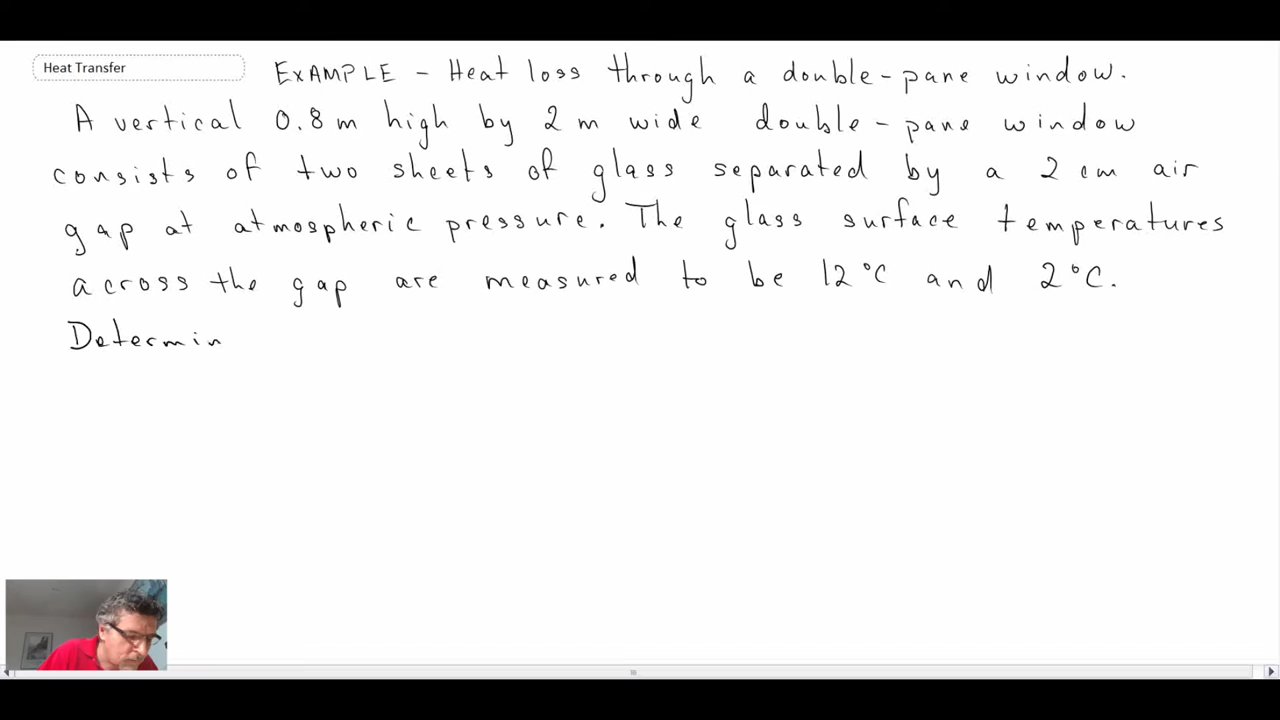 Heat Transfer
EXAMPLE - Heat loss through a double-pane window.
A vertical 0.8m high by 2 m wide double-pane window
consists of two sheets of glass separated by a 2 cm air
gap at atmospheric pressure. The glass surface temperatures
across the gap are measured to be 12°C and 2°C.
Determin